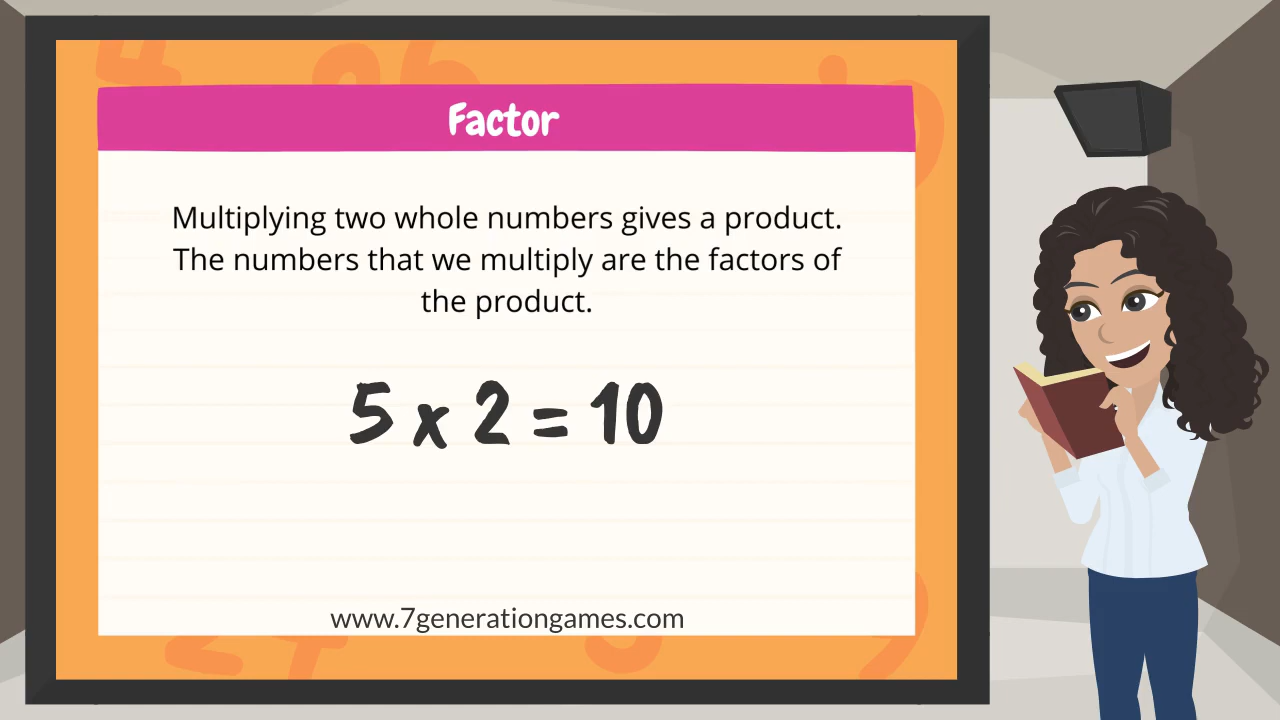 Factor
Multiplying two whole numbers gives a product.
The numbers that we multiply are the factors of
the product.
5 x 2 = 10
www.7generationgames.com